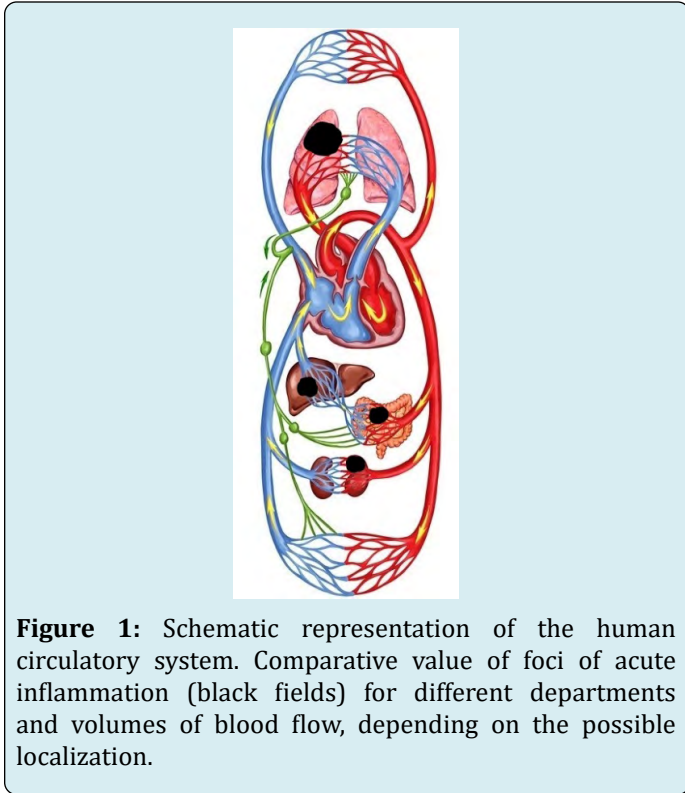 Figure 1: Schematic representation of the human
circulatory system. Comparative value of foci of acute
inflammation (black fields) for different departments
and volumes of blood flow, depending on the possible
localization.